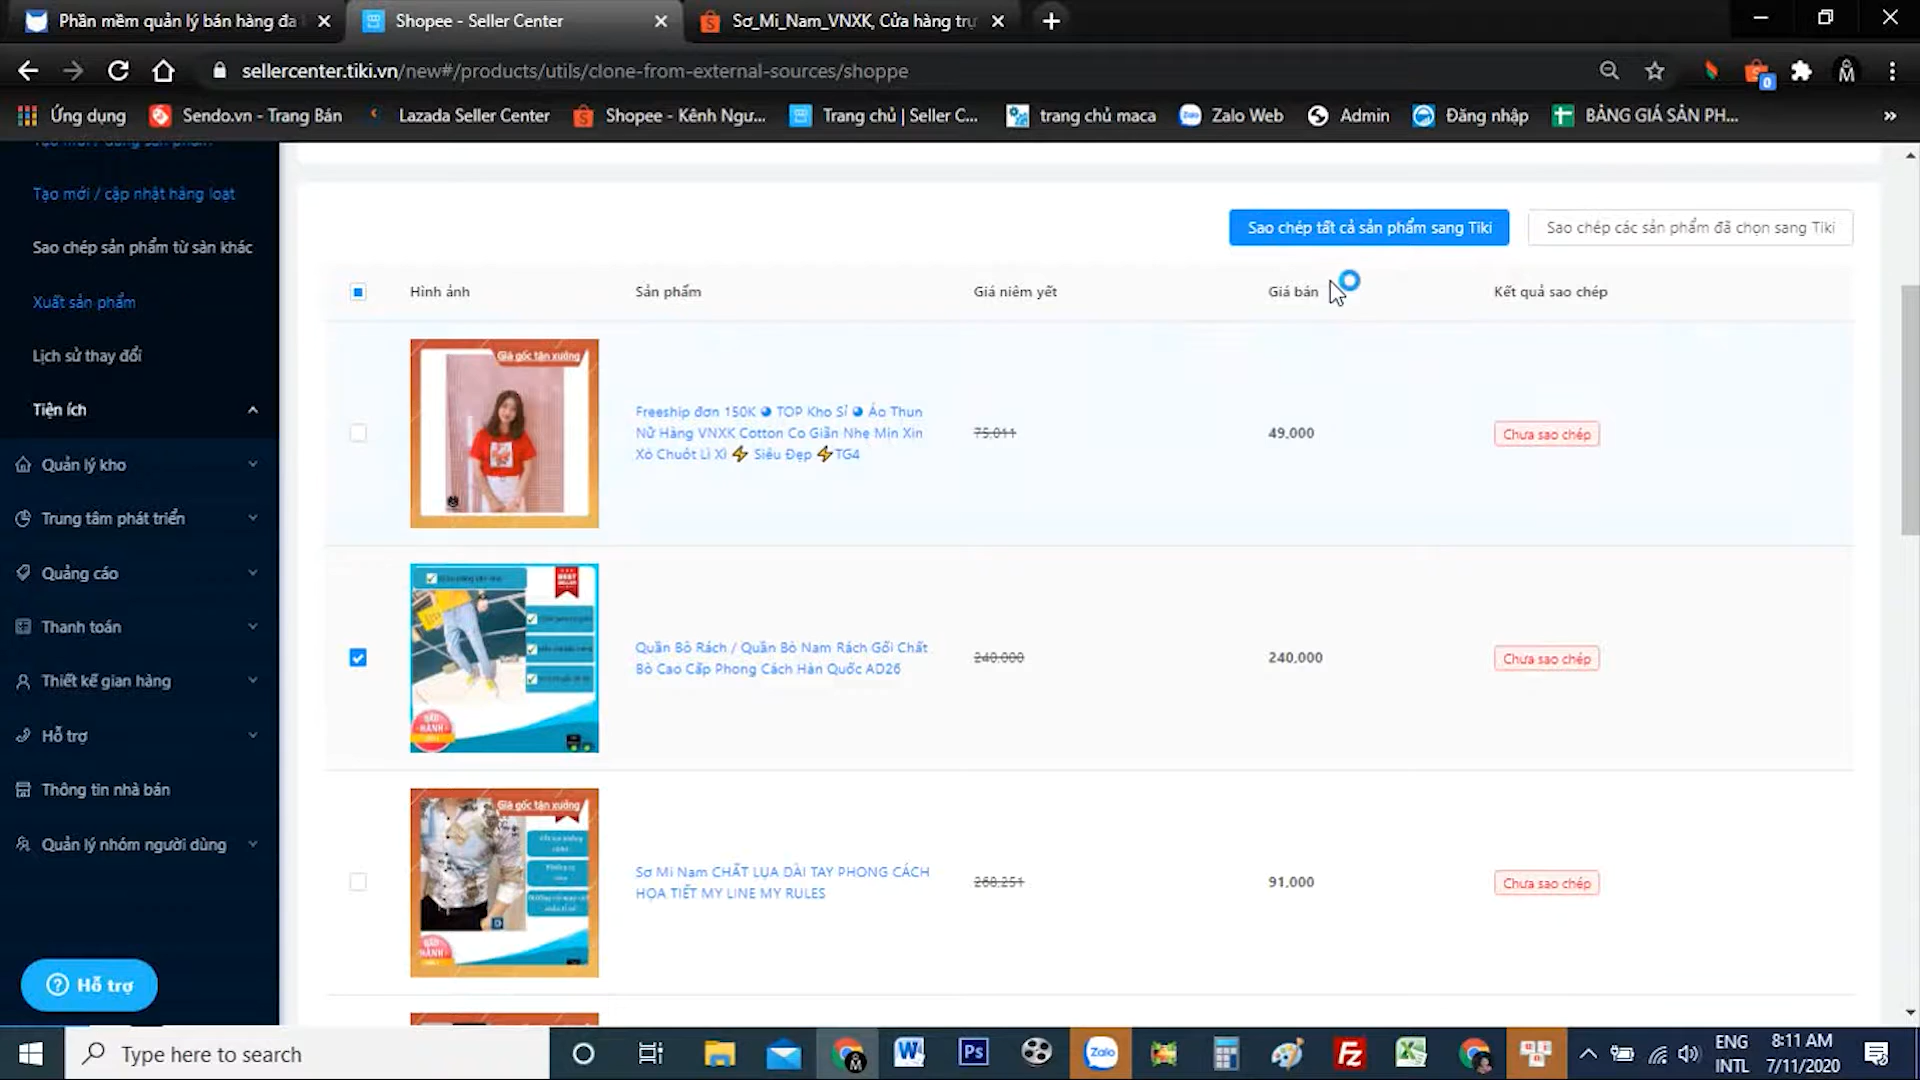 Phần mềm quản lý bán hàng đa
Shopee - Seller Center
Sơ_Mi_Nam_VNXK, Cửa hàng trự
sellercenter.tiki.vn/new#/products/utils/clone-from-external-sources/shoppe
0
Ứng dụng
Sendo.vn - Trang Bán
Lazada Seller Center
Shopee - Kênh Ngư...
Trang chủ | Seller C...
trang chủ maca
Zalo Web
Admin
Đăng nhập
BẢNG GIÁ SẢN PH...
»
Tạo mới / cập nhật hàng loạt
Sao chép sản phẩm từ sàn khác
Xuất sản phẩm
Lịch sử thay đổi
Tiện ích
Quản lý kho
Trung tâm phát triển
Quảng cáo
Thanh toán
Thiết kế gian hàng
Hỗ trợ
Thông tin nhà bán
Quản lý nhóm người dùng
Hỗ trợ
Sao chép tất cả sản phẩm sang Tiki
Sao chép các sản phẩm đã chọn sang Tiki
Hình ảnh
Sản phẩm
Giá niêm yết
Giá bán
Kết quả sao chép
Giá gốc tận xưởng
Freeship đơn 150K TOP Kho Sỉ Áo Thun
Nữ Hàng VNXK Cotton Co Giãn Nhẹ Mịn Xịn
Xò Chuột Lì Xì ⚡ Siêu Đẹp ⚡TG4
75,011
49,000
Chưa sao chép
BEST
SELLER
BẢO
HÀNH
Quần Bò Rách / Quần Bò Nam Rách Gối Chất
Bò Cao Cấp Phong Cách Hàn Quốc AD26
240,000
240,000
Chưa sao chép
Giá gốc tận xưởng
BẢO
HÀNH
Sơ Mi Nam CHẤT LỤA DÀI TAY PHONG CÁCH
HỌA TIẾT MY LINE MY RULES
260,251
91,000
Chưa sao chép
Type here to search
Ps
Zalo
Fz
ENG
INTL
8:11 AM
7/11/2020